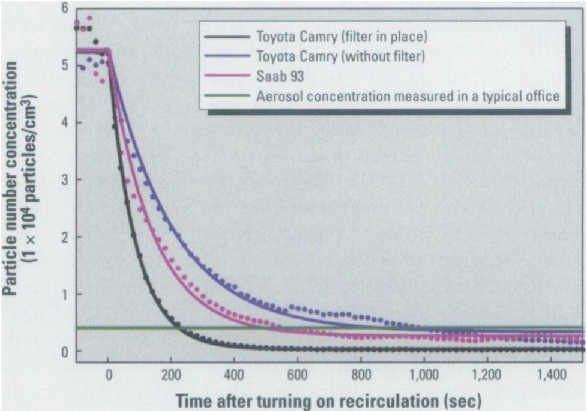 Particle number concentration
(1 × 10⁴ particles/cm³)
6
5
4
3
2
1
0
Toyota Camry (filter in place)
Toyota Camry (without filter)
Saab 93
Aerosol concentration measured in a typical office
0
200
400
600
800
1,000
1,200
1,400
Time after turning on recirculation (sec)